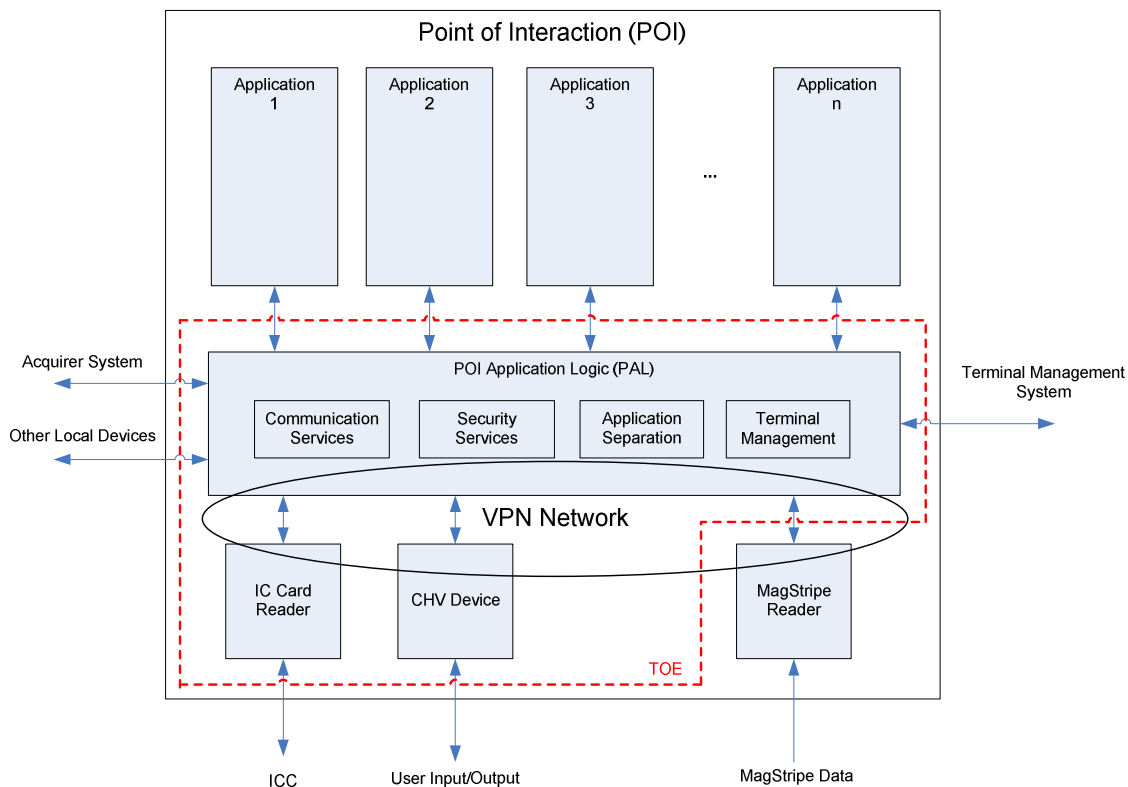 Point of Interaction (POI)
Application
1
Application
2
Application
3
...
Application
n
Acquirer System
Other Local Devices
POI Application Logic (PAL)
Communication
Services
Security
Services
Application
Separation
Terminal
Management
Terminal Management
System
VPN Network
IC Card
Reader
CHV Device
MagStripe
Reader
TOE
ICC
User Input/Output
MagStripe Data